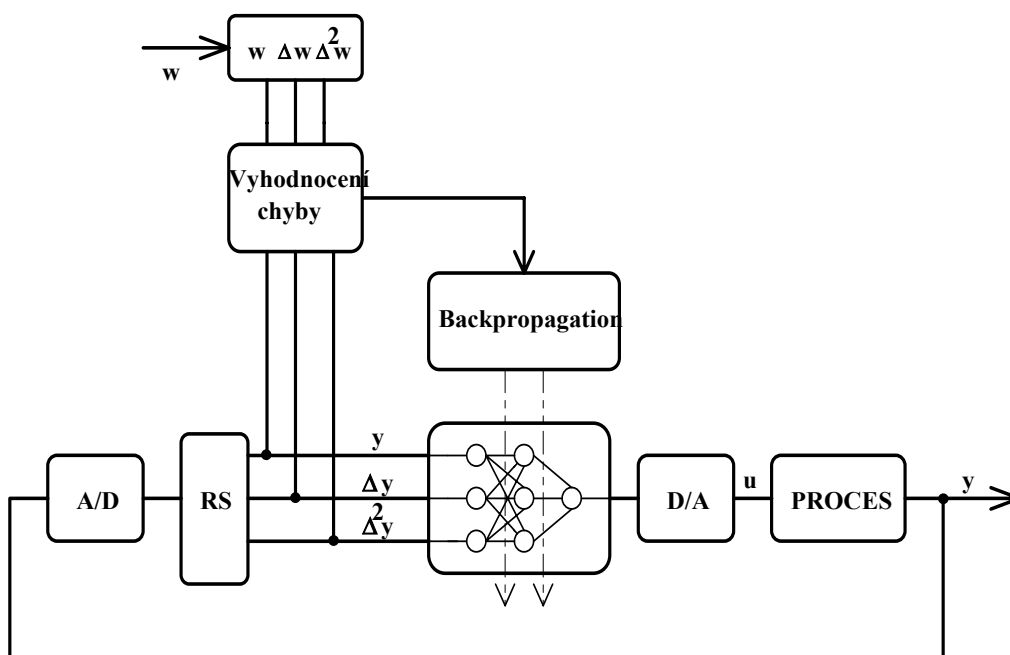 w Δw Δ²w
w
Vyhodnocení
chyby
Backpropagation
y
A/D
RS
Δy
Δ²y
D/A
u
PROCES
y